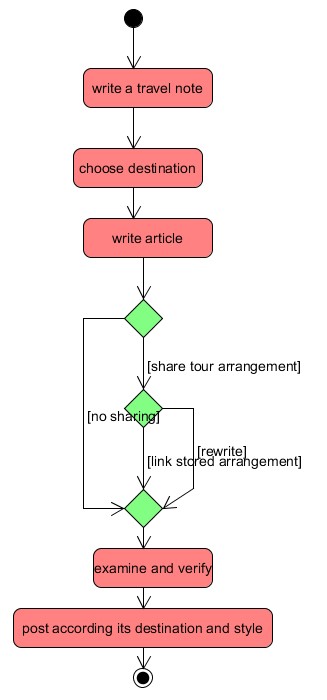 write a travel note
choose destination
write article
[share tour arrangement]
[no sharing]
[rewrite]
[link stored arrangement]
examine and verify
post according its destination and style